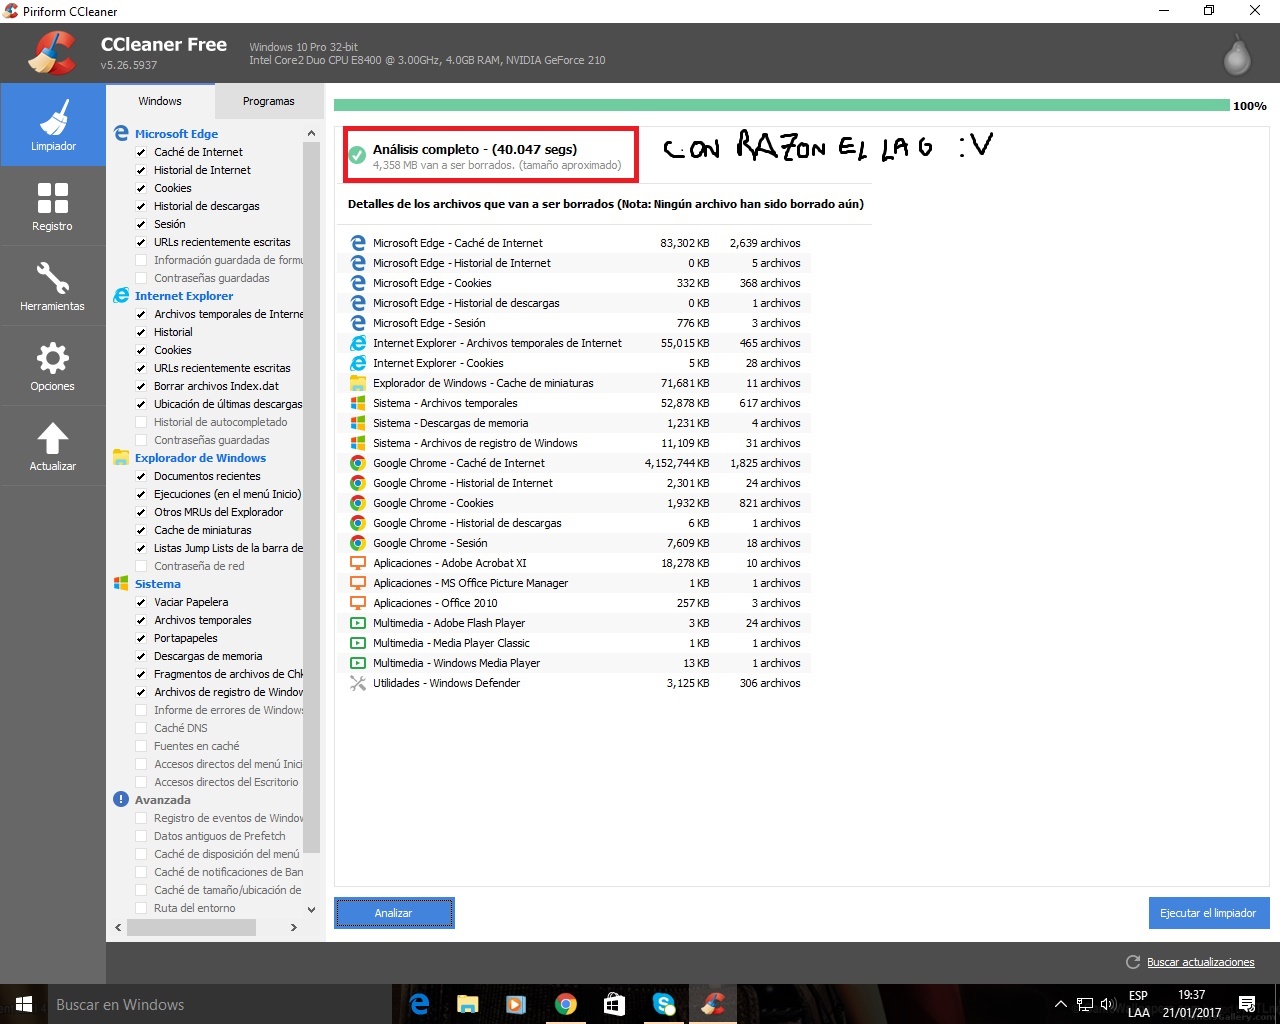 Piriform CCleaner
CCleaner Free
v5.26.5937
Windows 10 Pro 32-bit
Intel Core2 Duo CPU E8400 @ 3.00GHz, 4.0GB RAM, NVIDIA GeForce 210
Limpiador
Registro
Herramientas
Opciones
Actualizar
Windows Programas
Microsoft Edge
Caché de Internet
Historial de Internet
Cookies
Historial de descargas
Sesión
URLs recientemente escritas
Información guardada de formu
Contraseñas guardadas
Internet Explorer
Archivos temporales de Interne
Historial
Cookies
URLs recientemente escritas
Borrar archivos Index.dat
Ubicación de últimas descargas
Historial de autocompletado
Contraseñas guardadas
Explorador de Windows
Documentos recientes
Ejecuciones (en el menú Inicio)
Otros MRUs del Explorador
Cache de miniaturas
Listas Jump Lists de la barra de
Contraseña de red
Sistema
Vaciar Papelera
Archivos temporales
Portapapeles
Descargas de memoria
Fragmentos de archivos de Chk
Archivos de registro de Window
Informe de errores de Windows
Caché DNS
Fuentes en caché
Accesos directos del menú Inici
Accesos directos del Escritorio
Avanzada
Registro de eventos de Window
Datos antiguos de Prefetch
Caché de disposición del menú
Caché de notificaciones de Ban
Caché de tamaño/ubicación de
Ruta del entorno
100%
Análisis completo - (40.047 segs)
4,358 MB van a ser borrados. (tamaño aproximado)
CON RAZON EL LAG :V
Detalles de los archivos que van a ser borrados (Nota: Ningún archivo han sido borrado aún)
Microsoft Edge - Caché de Internet 83,302 KB 2,639 archivos
Microsoft Edge - Historial de Internet 0 KB 5 archivos
Microsoft Edge - Cookies 332 KB 368 archivos
Microsoft Edge - Historial de descargas 0 KB 1 archivos
Microsoft Edge - Sesión 776 KB 3 archivos
Internet Explorer - Archivos temporales de Internet 55,015 KB 465 archivos
Internet Explorer - Cookies 5 KB 28 archivos
Explorador de Windows - Cache de miniaturas 71,681 KB 11 archivos
Sistema - Archivos temporales 52,878 KB 617 archivos
Sistema - Descargas de memoria 1,231 KB 4 archivos
Sistema - Archivos de registro de Windows 11,109 KB 31 archivos
Google Chrome - Caché de Internet 4,152,744 KB 1,825 archivos
Google Chrome - Historial de Internet 2,301 KB 24 archivos
Google Chrome - Cookies 1,932 KB 821 archivos
Google Chrome - Historial de descargas 6 KB 1 archivos
Google Chrome - Sesión 7,609 KB 18 archivos
Aplicaciones - Adobe Acrobat XI 18,278 KB 10 archivos
Aplicaciones - MS Office Picture Manager 1 KB 1 archivos
Aplicaciones - Office 2010 257 KB 3 archivos
Multimedia - Adobe Flash Player 3 KB 24 archivos
Multimedia - Media Player Classic 1 KB 1 archivos
Multimedia - Windows Media Player 13 KB 1 archivos
Utilidades - Windows Defender 3,125 KB 306 archivos
Analizar
Ejecutar el limpiador
Buscar actualizaciones
Buscar en Windows
ESP
LAA
19:37
21/01/2017